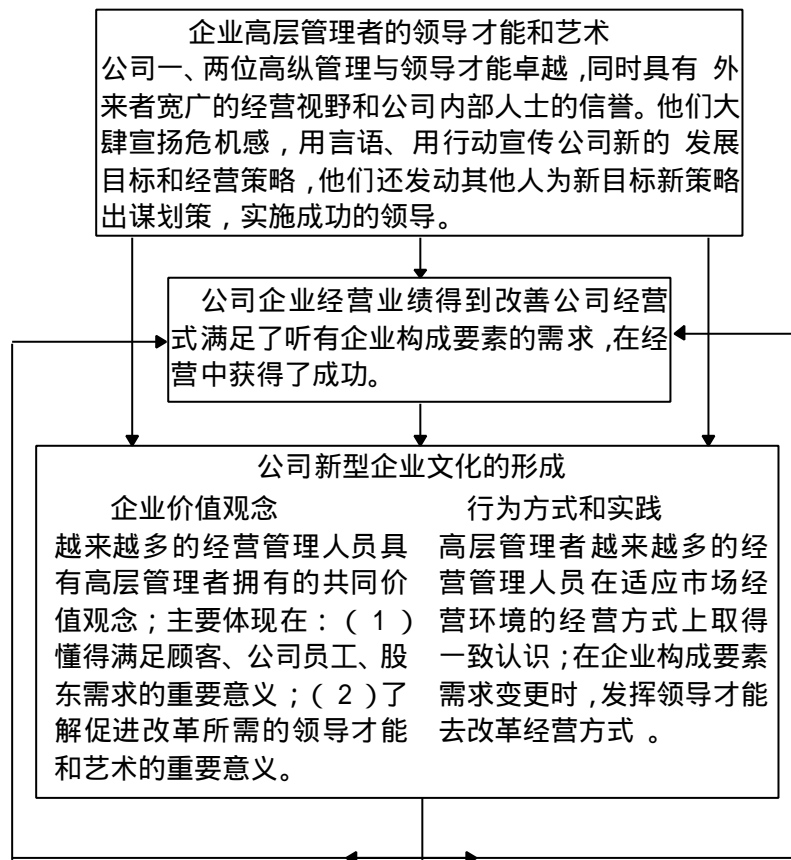 企业高层管理者的领导才能和艺术
公司一、两位高纵管理与领导才能卓越,同时具有 外
来者宽广的经营视野和公司内部人士的信誉。他们大
肆宣扬危机感,用言语、用行动宣传公司新的 发展
目标和经营策略,他们还发动其他人为新目标新策略
出谋划策,实施成功的领导。
公司企业经营业绩得到改善公司经营
式满足了听有企业构成要素的需求,在经
营中获得了成功。
公司新型企业文化的形成
企业价值观念
越来越多的经营管理人员具
有高层管理者拥有的共同价
值观念;主要体现在:(1)
懂得满足顾客、公司员工、股
东需求的重要意义;(2)了
解促进改革所需的领导才能
和艺术的重要意义。
行为方式和实践
高层管理者越来越多的经
营管理人员在适应市场经
营环境的经营方式上取得
一致认识;在企业构成要素
需求变更时,发挥领导才能
去改革经营方式 。